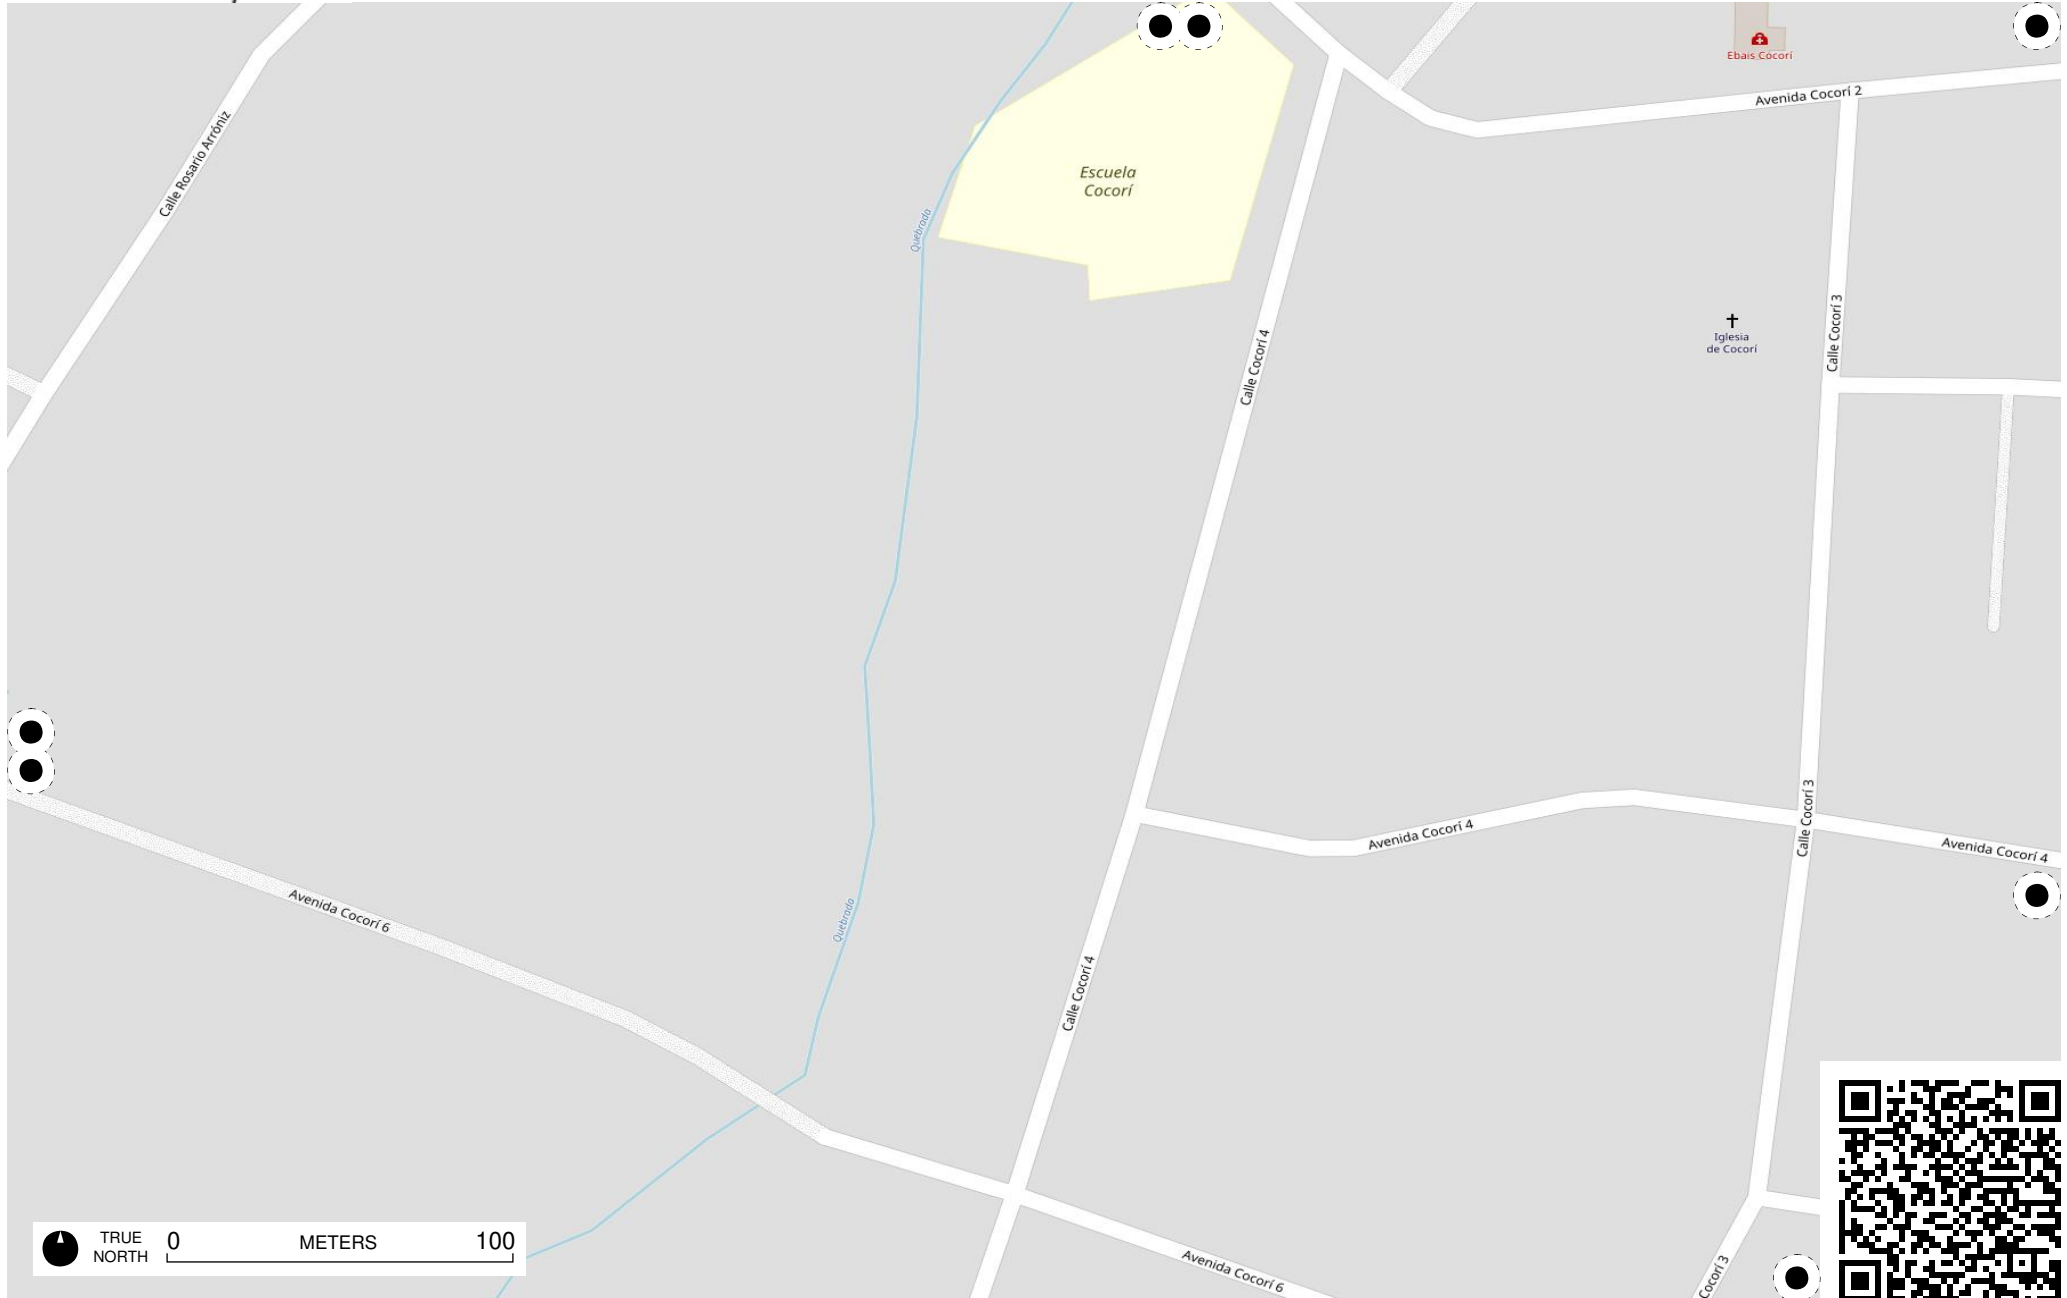 Ebais Cocorí
Avenida Cocorí 2
Calle Rosario Arróniz
Escuela
Cocorí
Quebrada
Calle Cocorí 3
Iglesia
de Cocorí
Calle Cocorí 4
Calle Cocorí 3
Avenida Cocorí 4
Avenida Cocorí 4
Avenida Cocorí 6
Quebrada
Calle Cocorí 4
TRUE
NORTH
0 METERS 100
Avenida Cocorí 6
Cocorí 3